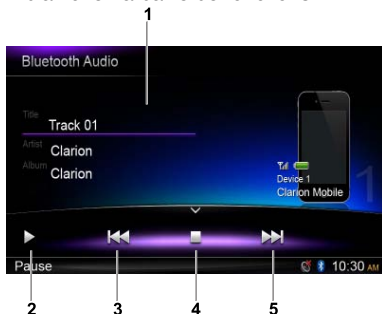 1
Bluetooth Audio
Title
Track 01
Artist
Clarion
Album
Clarion
Device 1
Clarion Mobile
1
Pause
10:30 AM
2
3
4
5